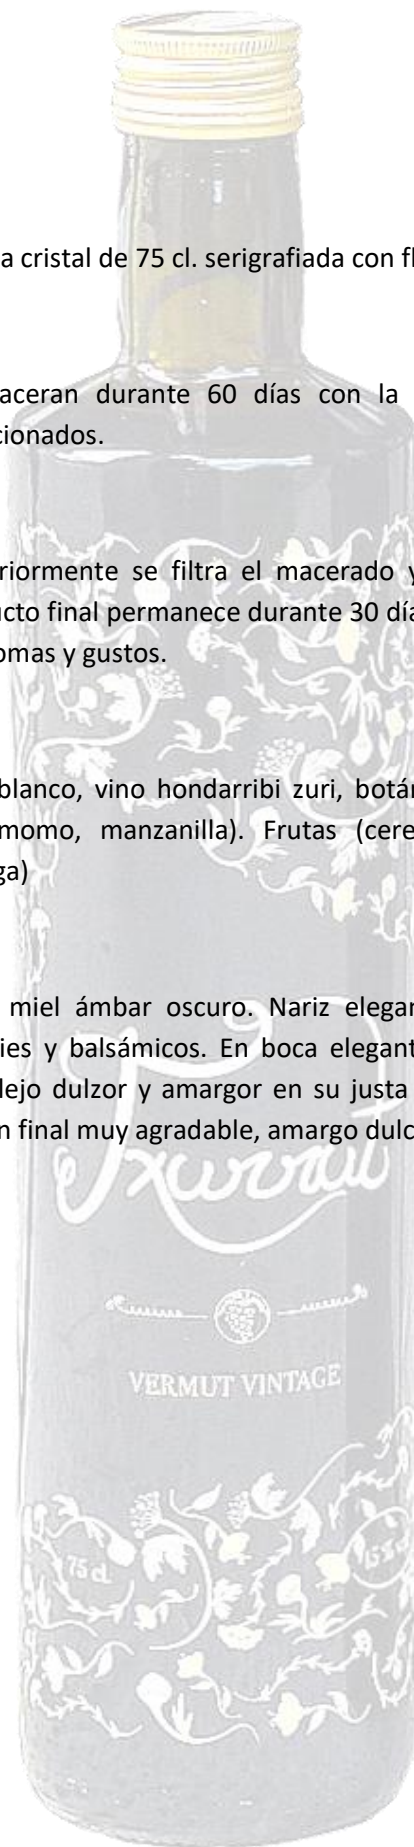 a cristal de 75 cl. serigrafiada con fl
aceran durante 60 días con la
cionados.
riormente se filtra el macerado y
ucto final permanece durante 30 día
omas y gustos.
blanco, vino hondarribi zuri, botán
momo, manzanilla). Frutas (cere
ga)
miel ámbar oscuro. Nariz elegar
ies y balsámicos. En boca elegant
lejo dulzor y amargor en su justa
n final muy agradable, amargo dulc
Txurrut
VERMUT VINTAGE
75 cl.